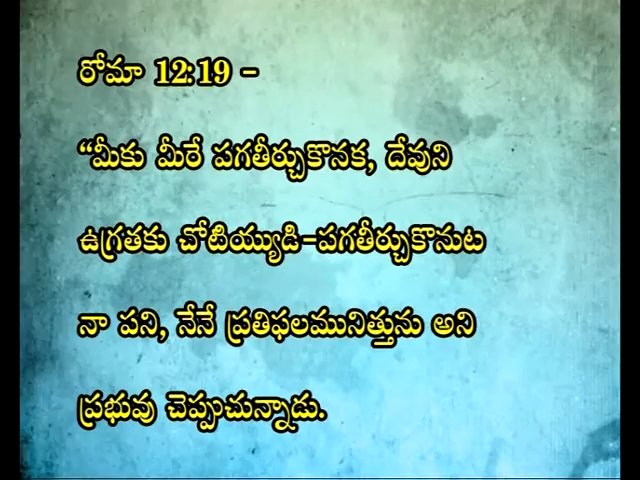 రోమా 12:19 -
“మీకు మీరే పగతీర్చుకొనక, దేవుని
ఉగ్రతకు చోటియ్యుడి-పగతీర్చుకొనుట
నా పని, నేనే ప్రతిఫలమునిత్తును అని
ప్రభువు చెప్పుచున్నాడు.